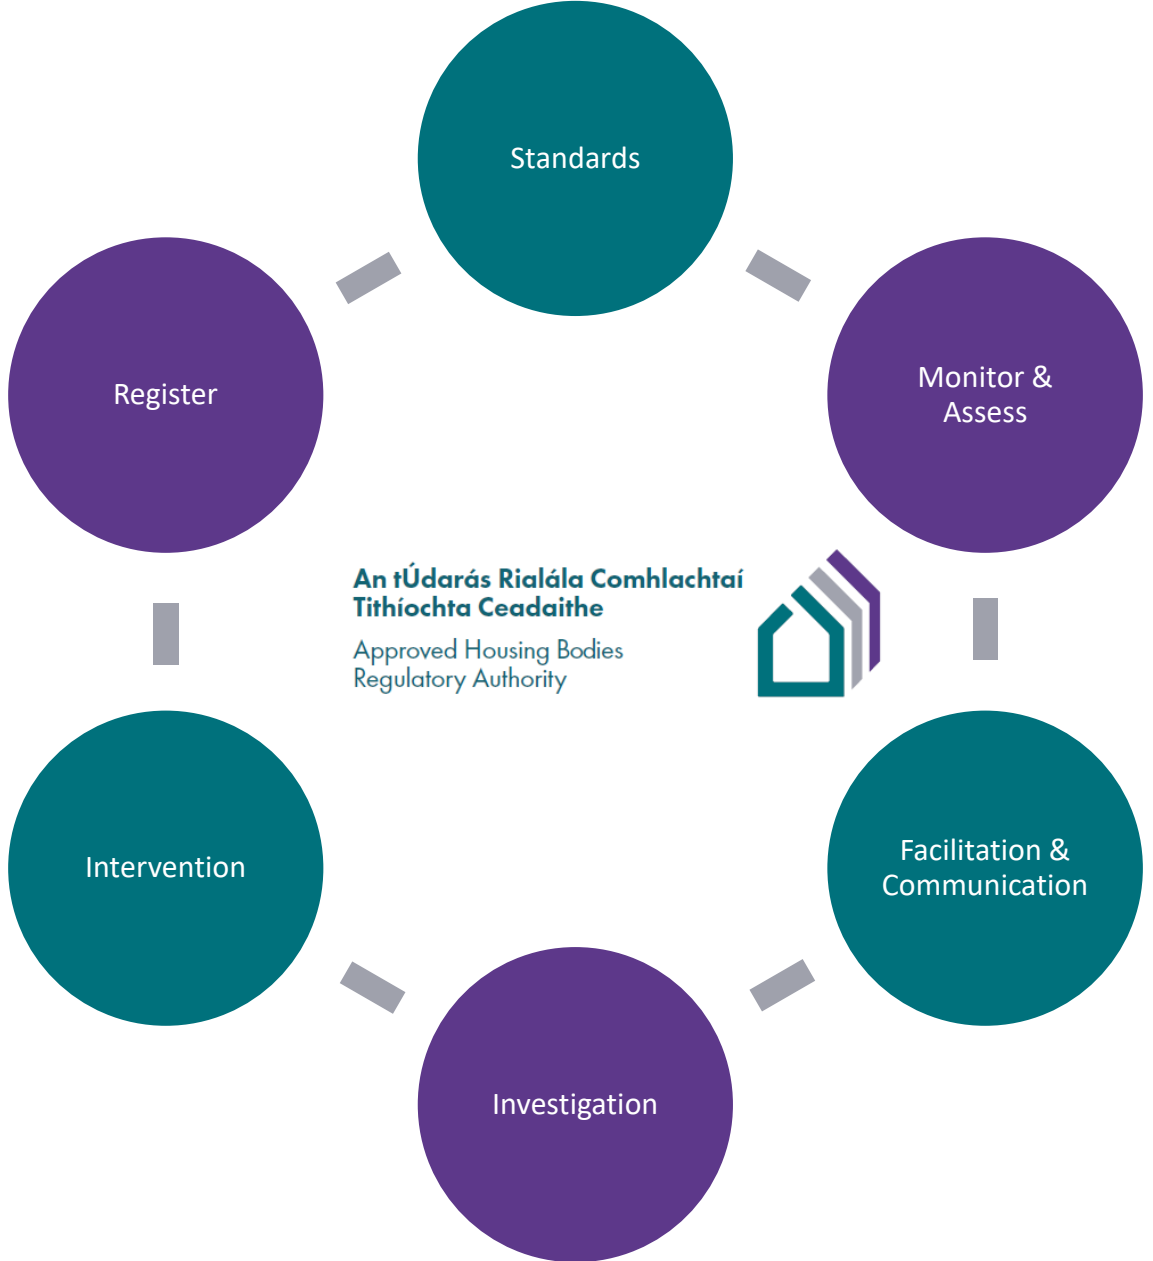 Standards
Register
Monitor &
Assess
An tÚdarás Rialála Comhlachtaí
Tithíochta Ceadaithe
Approved Housing Bodies
Regulatory Authority
Intervention
Facilitation &
Communication
Investigation